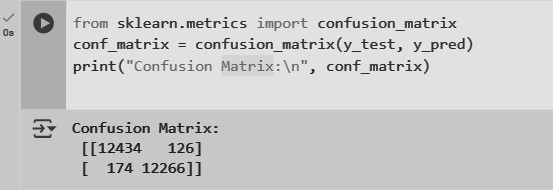 from sklearn.metrics import confusion_matrix
conf_matrix = confusion_matrix(y_test, y_pred)
print("Confusion Matrix:\n", conf_matrix)
0s
Confusion Matrix:
 [[12434   126]
 [  174 12266]]